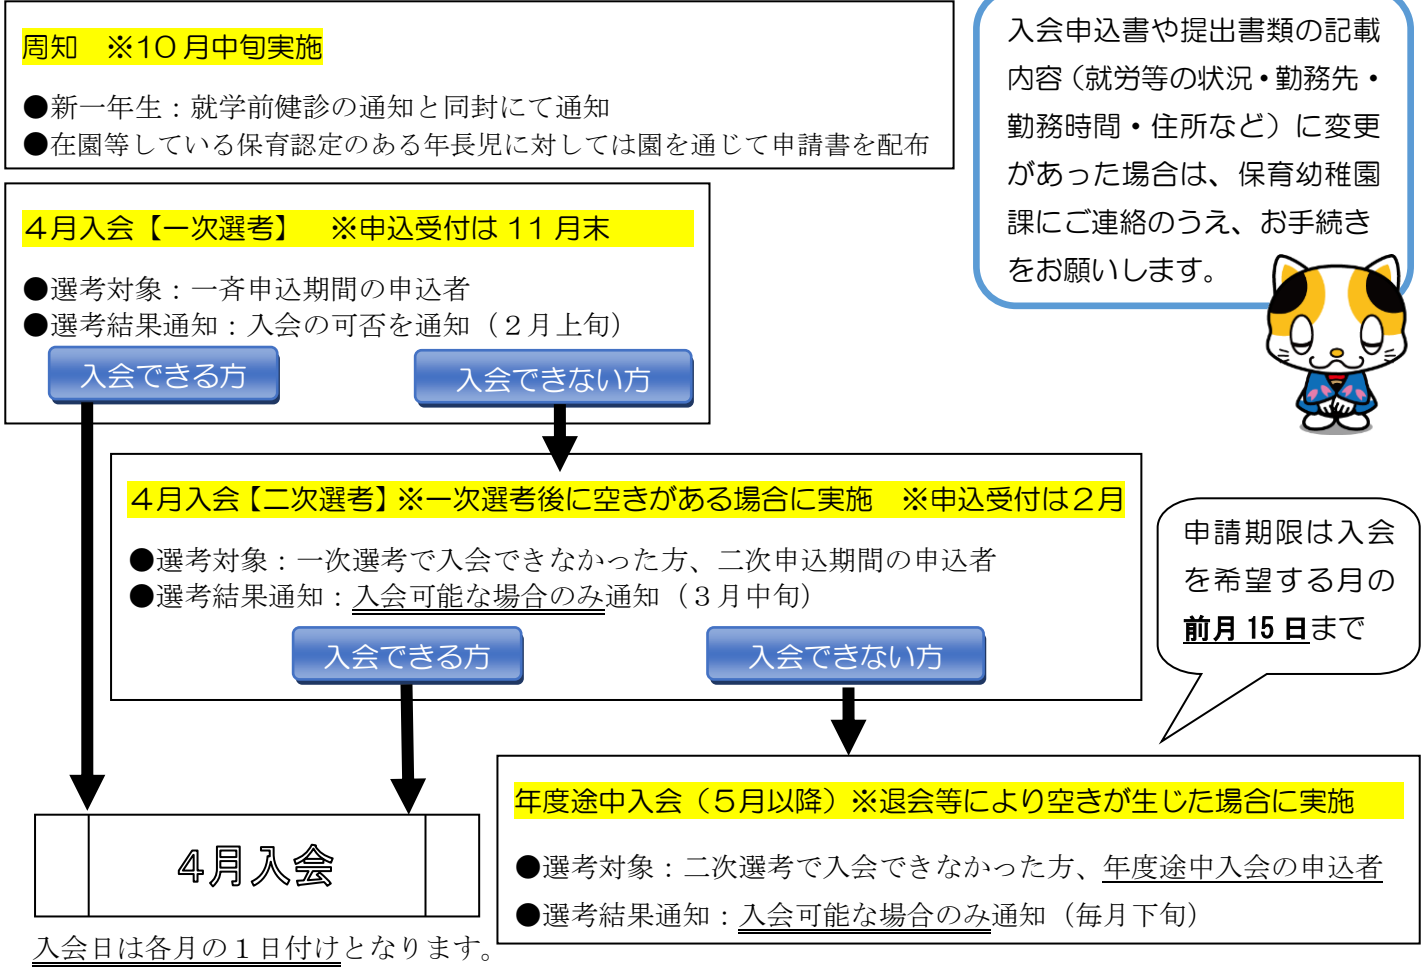 周知　※10月中旬実施
●新一年生：就学前健診の通知と同封にて通知
●在園等している保育認定のある年長児に対しては園を通じて申請書を配布
入会申込書や提出書類の記載
内容（就労等の状況・勤務先・
勤務時間・住所など）に変更
があった場合は、保育幼稚園
課にご連絡のうえ、お手続き
をお願いします。
４月入会【一次選考】　※申込受付は 11 月末
●選考対象：一斉申込期間の申込者
●選考結果通知：入会の可否を通知（２月上旬）
入会できる方
入会できない方
４月入会【二次選考】※一次選考後に空きがある場合に実施　※申込受付は２月
●選考対象：一次選考で入会できなかった方、二次申込期間の申込者
●選考結果通知：入会可能な場合のみ通知（３月中旬）
入会できる方
入会できない方
申請期限は入会
を希望する月の
前月 15 日まで
年度途中入会（５月以降）※退会等により空きが生じた場合に実施
●選考対象：二次選考で入会できなかった方、年度途中入会の申込者
●選考結果通知：入会可能な場合のみ通知（毎月下旬）
４月入会
入会日は各月の１日付けとなります。